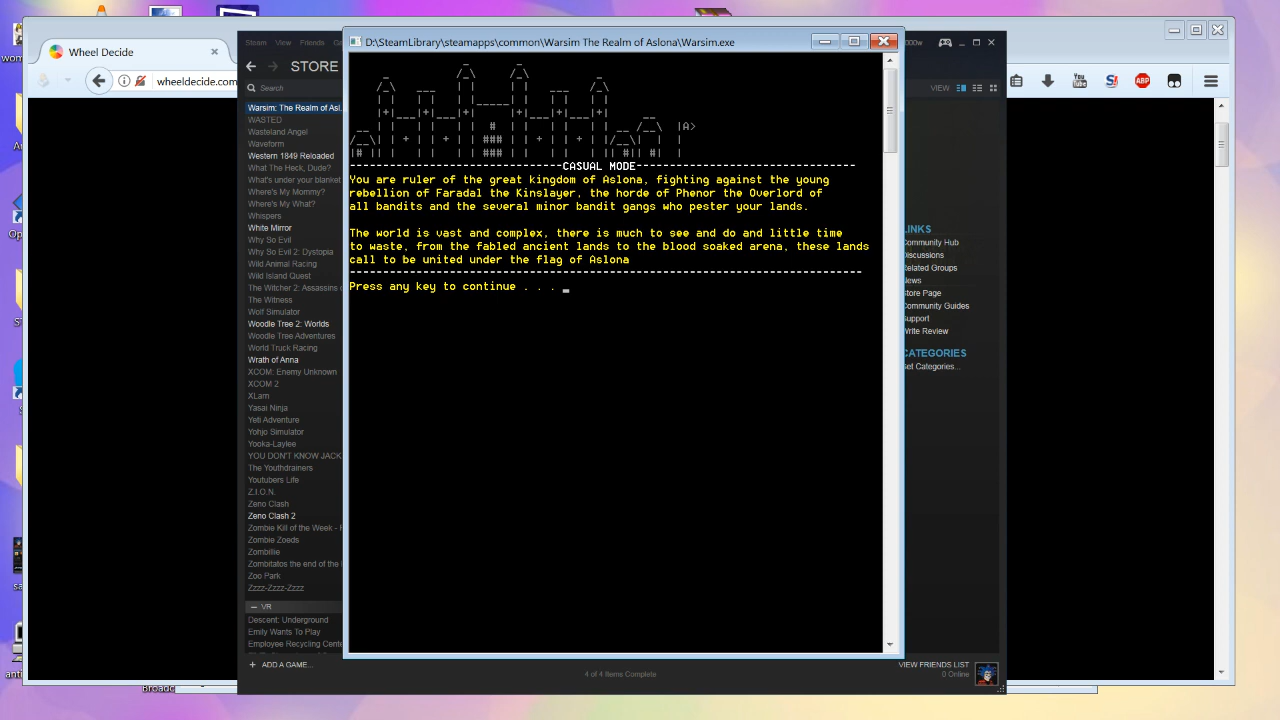 Wheel Decide
wheeldecide.com
Steam View Friends
STORE
Search
VIEW
D:\SteamLibrary\steamapps\common\Warsim The Realm of Aslona\Warsim.exe
CASUAL MODE
You are ruler of the great kingdom of Aslona, fighting against the young
rebellion of Faradal the Kinslayer, the horde of Phenor the Overlord of
all bandits and the several minor bandit gangs who pester your lands.
The world is vast and complex, there is much to see and do and little time
to waste, from the fabled ancient lands to the blood soaked arena, these lands
call to be united under the flag of Aslona
Press any key to continue . . .
Warsim: The Realm of Asl...
WASTED
Wasteland Angel
Waveform
Western 1849 Reloaded
What The Heck, Dude?
What's under your blanket
Where's My Mommy?
Where's My What?
Whispers
White Mirror
Why So Evil
Why So Evil 2: Dystopia
Wild Animal Racing
Wild Island Quest
The Witcher 2: Assassins
The Witness
Wolf Simulator
Woodle Tree 2: Worlds
Woodle Tree Adventures
World Truck Racing
Wrath of Anna
XCOM: Enemy Unknown
XCOM 2
XLarn
Yasai Ninja
Yeti Adventure
Yohjo Simulator
Yooka-Laylee
YOU DON'T KNOW JACK
The Youthdrainers
Youtubers Life
Z.I.O.N.
Zeno Clash
Zeno Clash 2
Zombie Kill of the Week -
Zombie Zoeds
Zombillie
Zombitatos the end of the
Zoo Park
Zzzz-Zzzz-Zzzz
VR
Descent: Underground
Emily Wants To Play
Employee Recycling Cente
ADD A GAME...
LINKS
Community Hub
Discussions
Related Groups
News
Store Page
Community Guides
Support
Write Review
CATEGORIES
Set Categories...
4 of 4 Items Complete
VIEW FRIENDS LIST
0 Online
Broadc